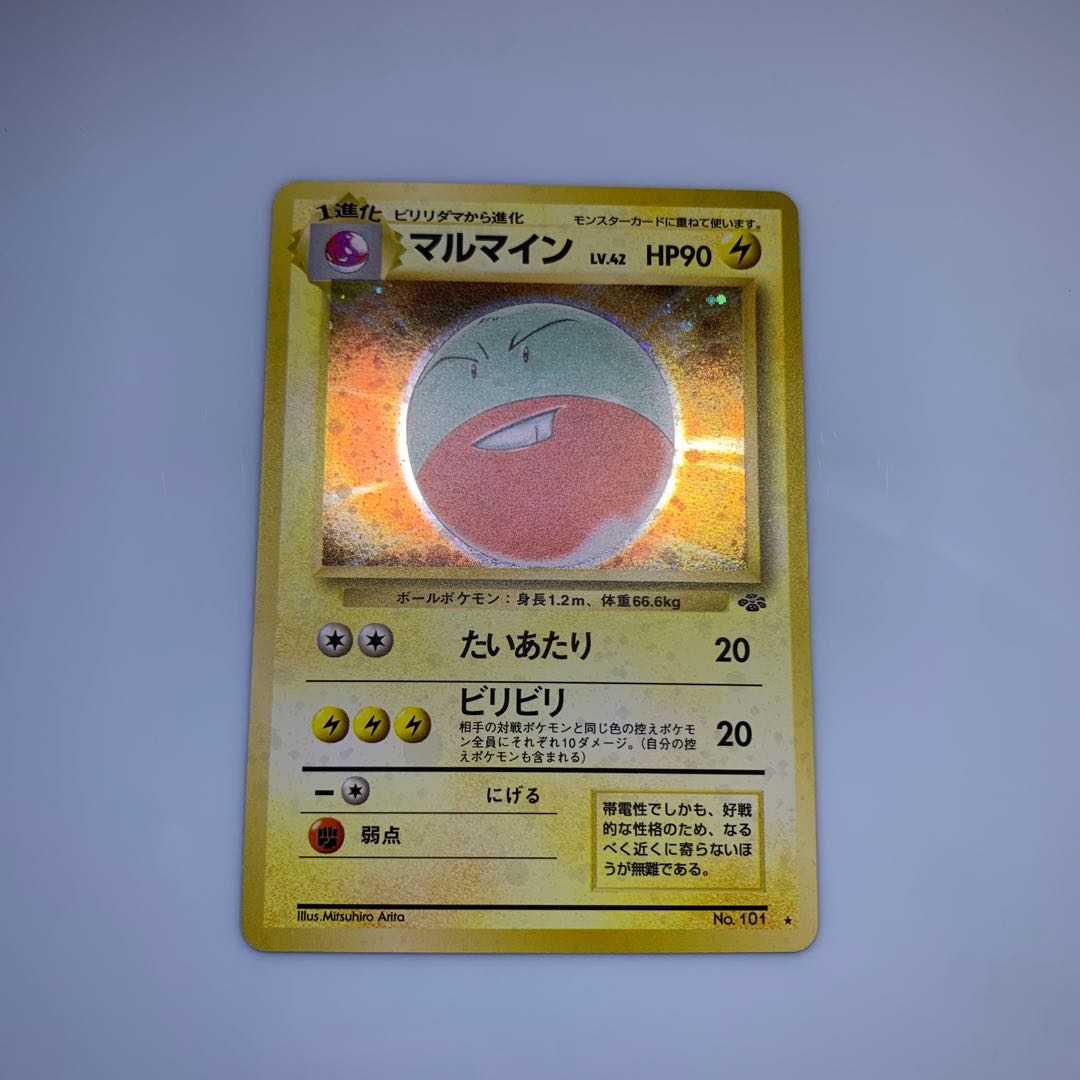 1進化 ビリリダマから進化 モンスターカードに重ねて使います。
マルマイン LV.42 HP90
ボールポケモン：身長1.2m、体重66.6kg
たいあたり 20
ビリビリ
相手の対戦ポケモンと同じ色の控えポケモ
ン全員にそれぞれ10ダメージ。（自分の控
えポケモンも含まれる）
20
にげる
弱点
帯電性でしかも、好戦
的な性格のため、なる
べく近くに寄らないほ
うが無難である。
Illus.Mitsuhiro Arita No. 101 ★